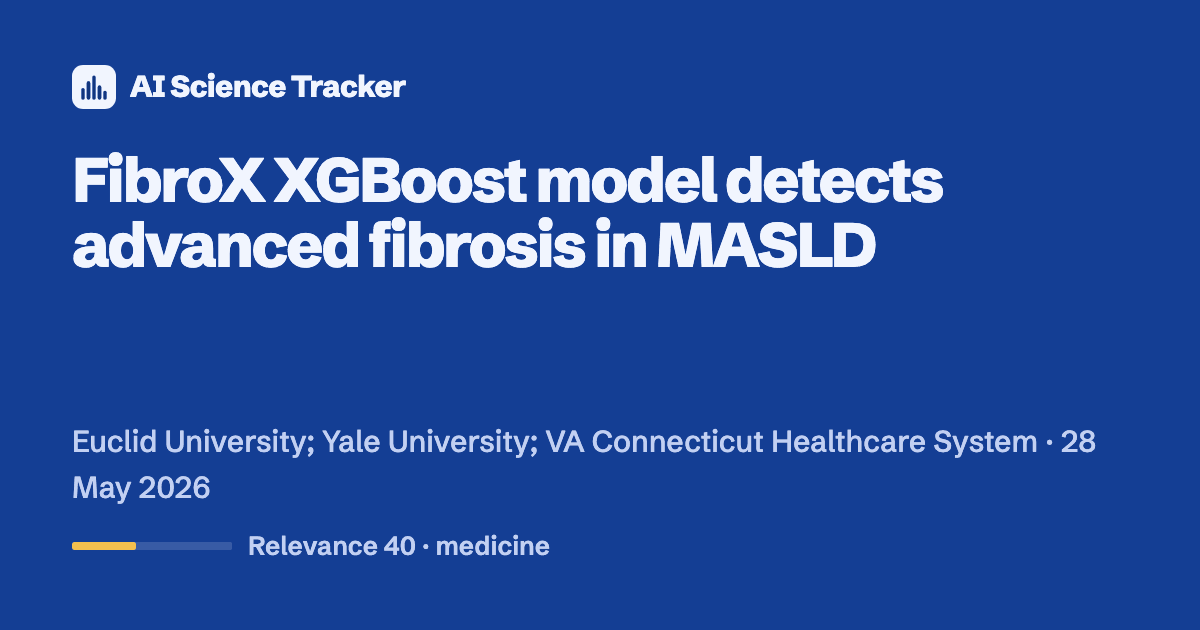 AI Science Tracker
FibroX XGBoost model detects
advanced fibrosis in MASLD
Euclid University; Yale University; VA Connecticut Healthcare System · 28
May 2026
Relevance 40 · medicine